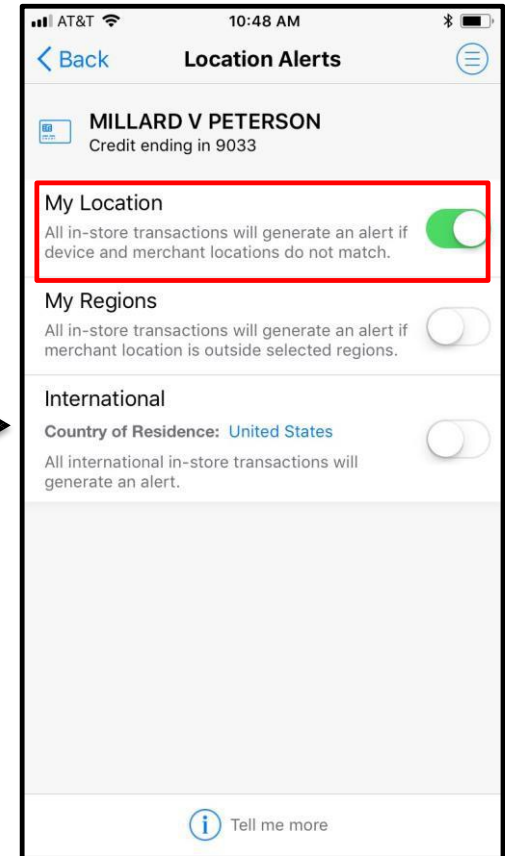 AT&T 10:48 AM
Back Location Alerts
MILLARD V PETERSON
Credit ending in 9033
My Location
All in-store transactions will generate an alert if
device and merchant locations do not match.
My Regions
All in-store transactions will generate an alert if
merchant location is outside selected regions.
International
Country of Residence: United States
All international in-store transactions will
generate an alert.
Tell me more